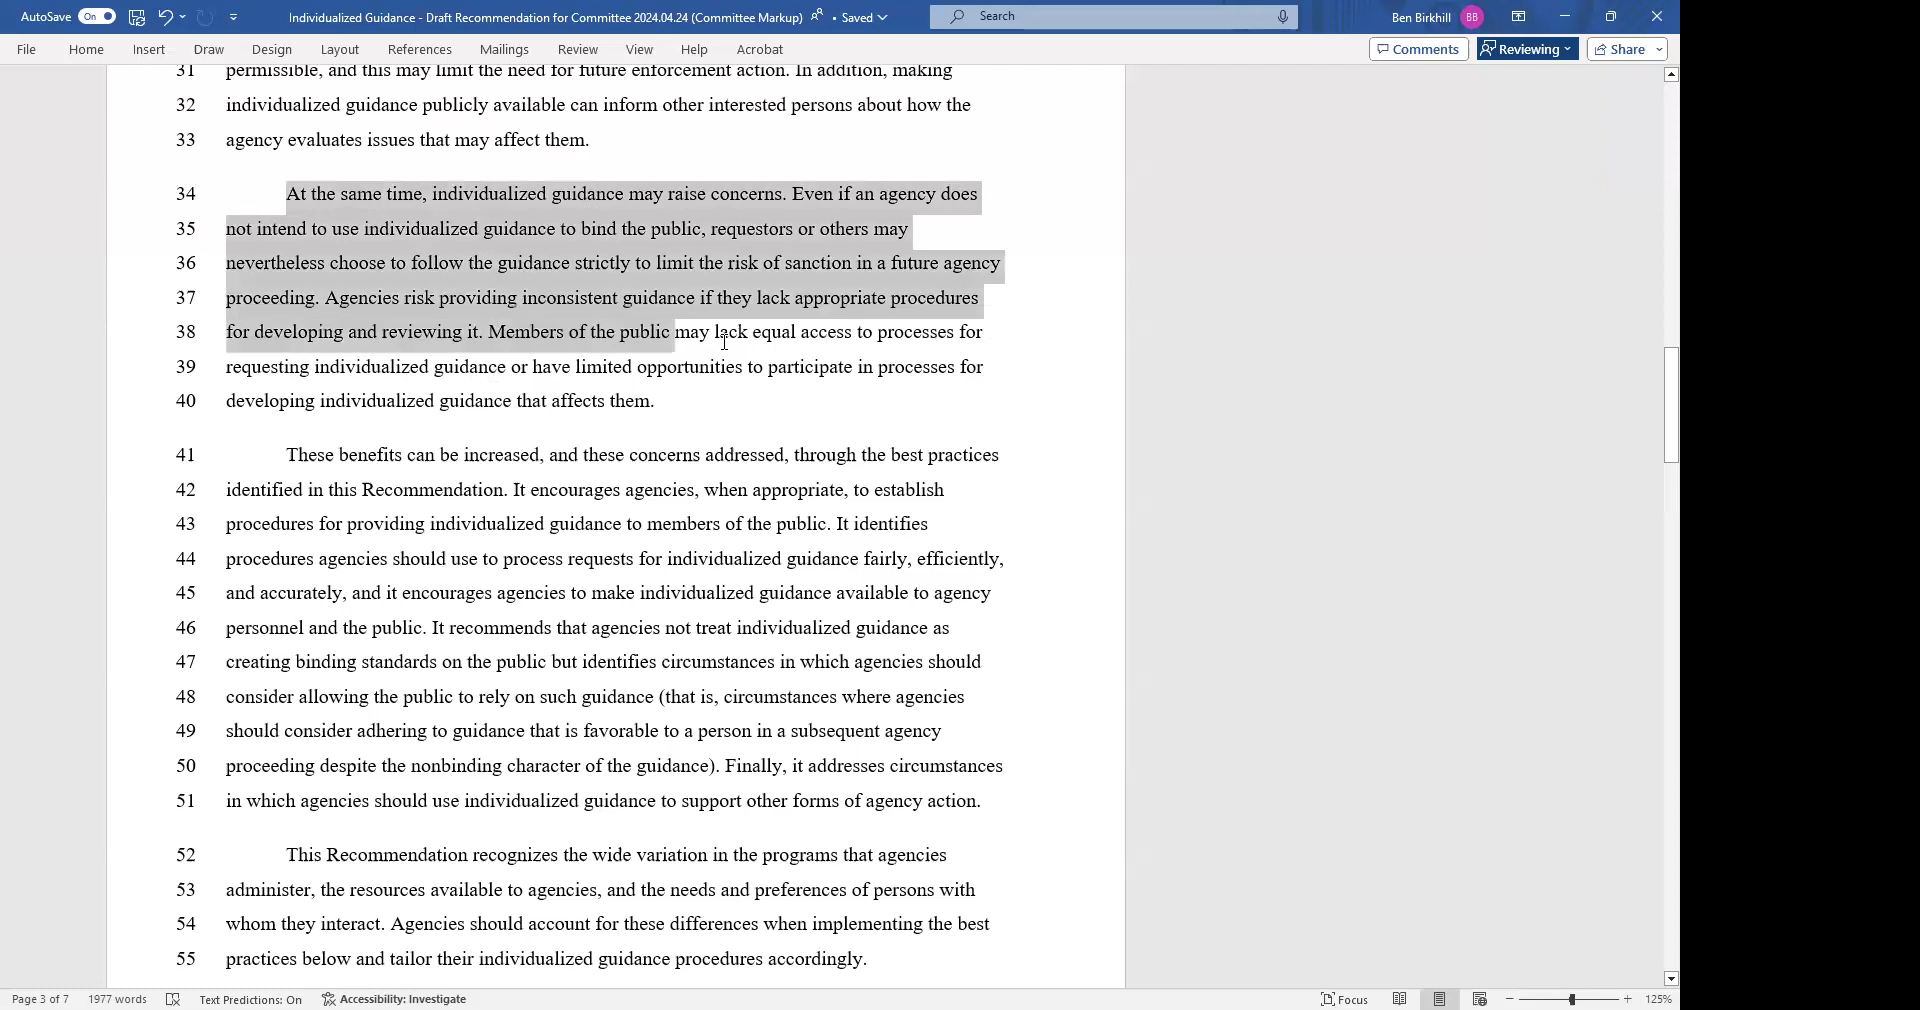 AutoSave On Individualized Guidance - Draft Recommendation for Committee 2024.04.24 (Committee Markup) • Saved Search Ben Birkhill BB
File Home Insert Draw Design Layout References Mailings Review View Help Acrobat Comments Reviewing Share
31 permissible, and this may limit the need for future enforcement action. In addition, making
32 individualized guidance publicly available can inform other interested persons about how the
33 agency evaluates issues that may affect them.
34 At the same time, individualized guidance may raise concerns. Even if an agency does
35 not intend to use individualized guidance to bind the public, requestors or others may
36 nevertheless choose to follow the guidance strictly to limit the risk of sanction in a future agency
37 proceeding. Agencies risk providing inconsistent guidance if they lack appropriate procedures
38 for developing and reviewing it. Members of the public may lack equal access to processes for
39 requesting individualized guidance or have limited opportunities to participate in processes for
40 developing individualized guidance that affects them.
41 These benefits can be increased, and these concerns addressed, through the best practices
42 identified in this Recommendation. It encourages agencies, when appropriate, to establish
43 procedures for providing individualized guidance to members of the public. It identifies
44 procedures agencies should use to process requests for individualized guidance fairly, efficiently,
45 and accurately, and it encourages agencies to make individualized guidance available to agency
46 personnel and the public. It recommends that agencies not treat individualized guidance as
47 creating binding standards on the public but identifies circumstances in which agencies should
48 consider allowing the public to rely on such guidance (that is, circumstances where agencies
49 should consider adhering to guidance that is favorable to a person in a subsequent agency
50 proceeding despite the nonbinding character of the guidance). Finally, it addresses circumstances
51 in which agencies should use individualized guidance to support other forms of agency action.
52 This Recommendation recognizes the wide variation in the programs that agencies
53 administer, the resources available to agencies, and the needs and preferences of persons with
54 whom they interact. Agencies should account for these differences when implementing the best
55 practices below and tailor their individualized guidance procedures accordingly.
Page 3 of 7 1977 words Text Predictions: On Accessibility: Investigate Focus 125%